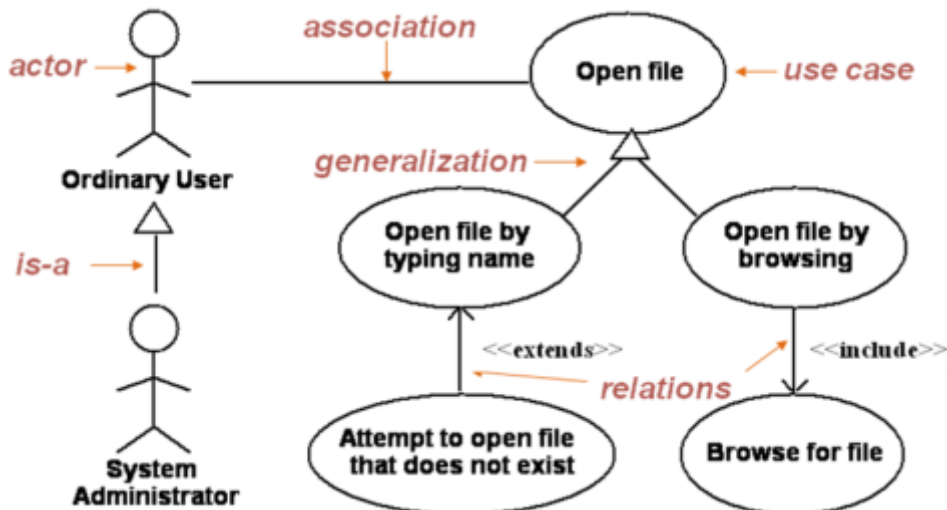 association
actor
Open file
use case
generalization
Ordinary User
Open file by
typing name
Open file by
browsing
is-a
<<extends>>
<<include>>
relations
Attempt to open file
that does not exist
Browse for file
System
Administrator